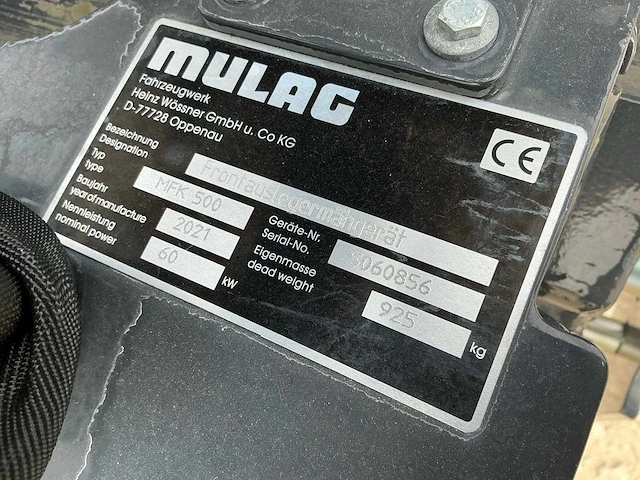 MULAG
Fahrzeugwerk
Heinz Wössner GmbH u. Co KG
D-77728 Oppenau
CE
Bezeichnung
Designation
Frontauslegermähgerät
Typ
type
MFK 500
Geräte-Nr.
Serial-No.
5060856
Baujahr
year of manufacture
2021
Eigenmasse
dead weight
925 kg
Nennleistung
nominal power
60 kW